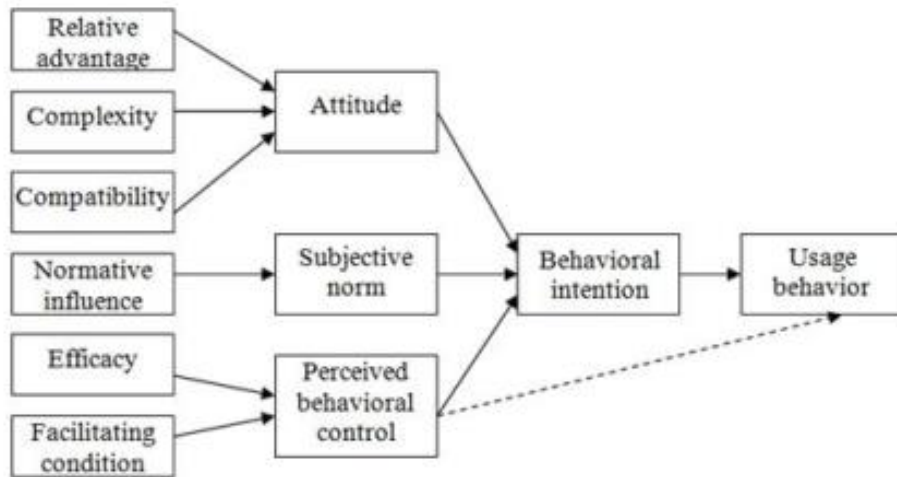 Relative
advantage
Complexity
Compatibility
Normative
influence
Efficacy
Facilitating
condition
Attitude
Subjective
norm
Perceived
behavioral
control
Behavioral
intention
Usage
behavior